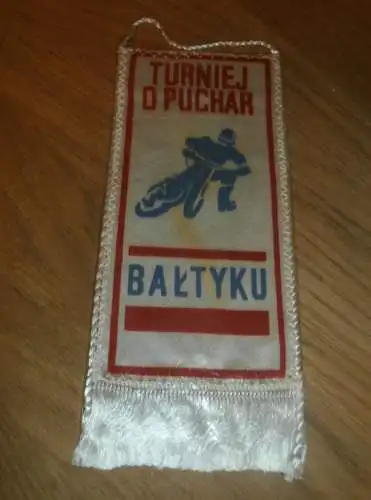 TURNIEJ
O PUCHAR
BAŁTYKU